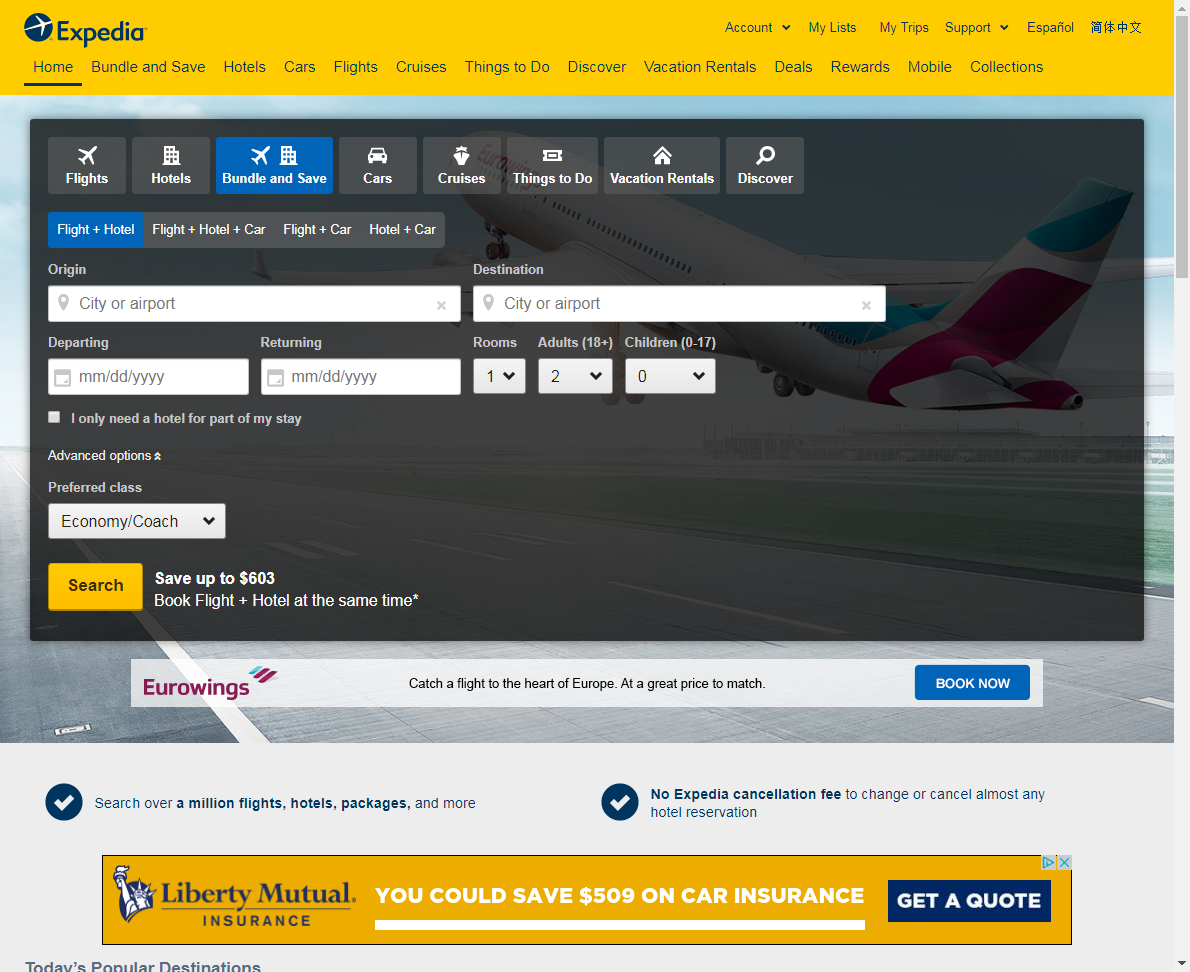 Expedia
Account
My Lists
My Trips
Support
Español
简体中文
Home
Bundle and Save
Hotels
Cars
Flights
Cruises
Things to Do
Discover
Vacation Rentals
Deals
Rewards
Mobile
Collections
Flights
Hotels
Bundle and Save
Cars
Cruises
Things to Do
Vacation Rentals
Discover
Flight + Hotel
Flight + Hotel + Car
Flight + Car
Hotel + Car
Origin
Destination
City or airport
City or airport
Departing
Returning
Rooms
Adults (18+)
Children (0-17)
mm/dd/yyyy
mm/dd/yyyy
1
2
0
I only need a hotel for part of my stay
Advanced options
Preferred class
Economy/Coach
Search
Save up to $603
Book Flight + Hotel at the same time*
Eurowings
Catch a flight to the heart of Europe. At a great price to match.
BOOK NOW
Search over a million flights, hotels, packages, and more
No Expedia cancellation fee to change or cancel almost any
hotel reservation
Liberty Mutual.
INSURANCE
YOU COULD SAVE $509 ON CAR INSURANCE
GET A QUOTE
Today's Popular Destinations